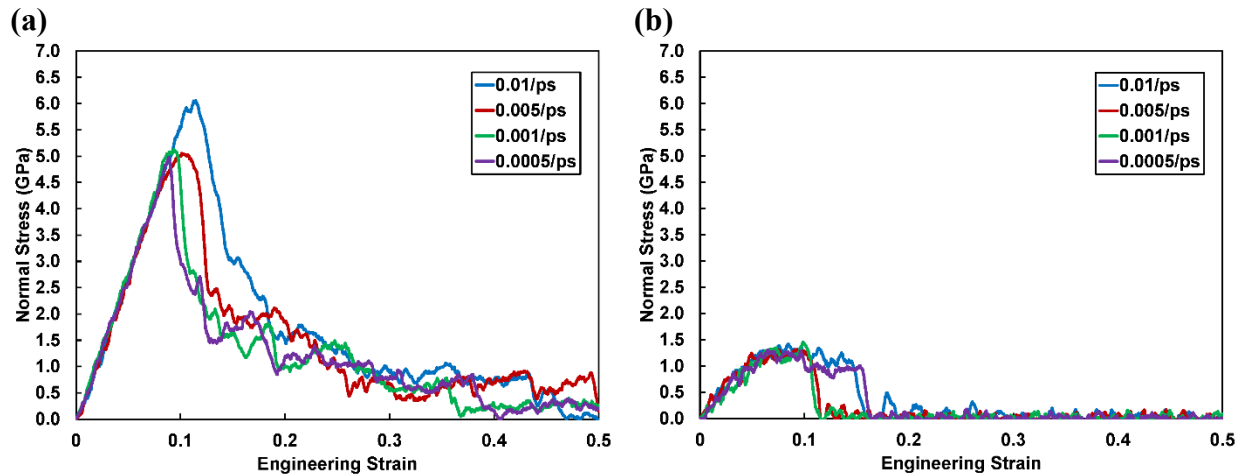 (a)
7.0
6.5
6.0
5.5
5.0
4.5
4.0
3.5
3.0
2.5
2.0
1.5
1.0
0.5
0.0
Normal Stress (GPa)
0.01/ps
0.005/ps
0.001/ps
0.0005/ps
0 0.1 0.2 0.3 0.4 0.5
Engineering Strain
(b)
7.0
6.5
6.0
5.5
5.0
4.5
4.0
3.5
3.0
2.5
2.0
1.5
1.0
0.5
0.0
Normal Stress (GPa)
0.01/ps
0.005/ps
0.001/ps
0.0005/ps
0 0.1 0.2 0.3 0.4 0.5
Engineering Strain